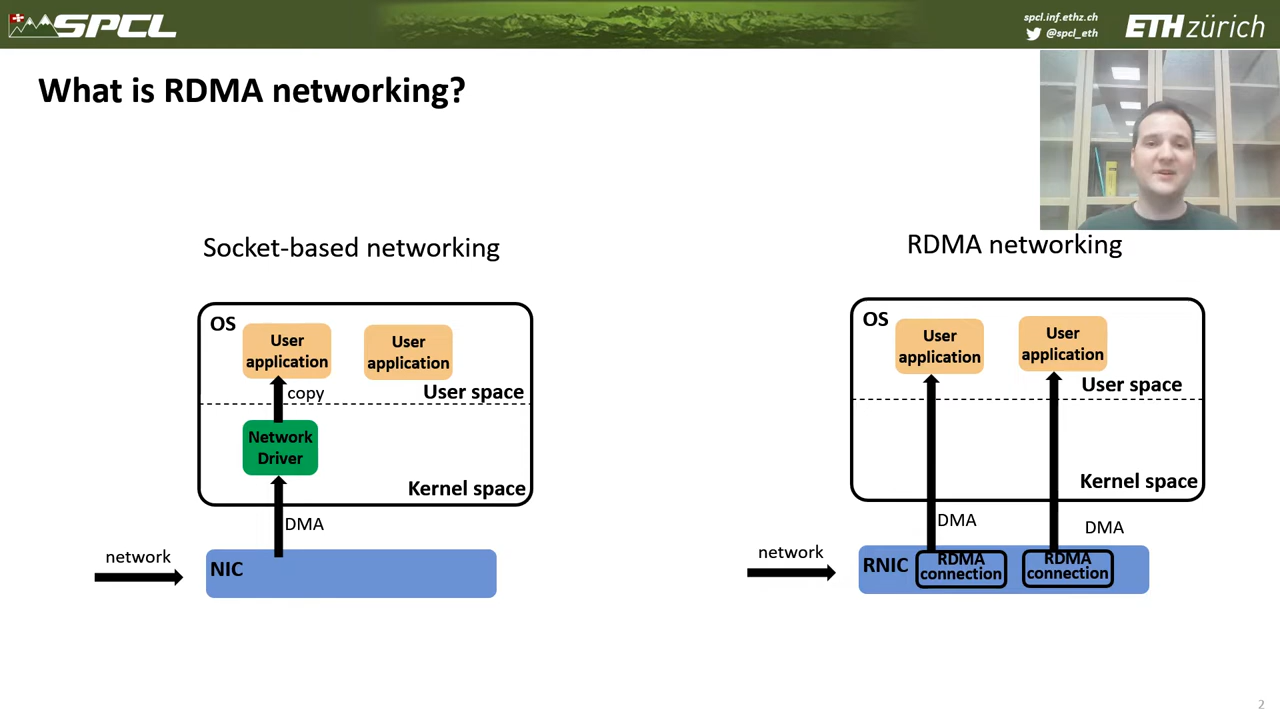 SPCL
spcl.inf.ethz.ch
@spcl_eth
ETH zürich
What is RDMA networking?
Socket-based networking
OS
User
application
User
application
copy
User space
Network
Driver
Kernel space
DMA
network
NIC
RDMA networking
OS
User
application
User
application
User space
Kernel space
DMA
DMA
network
RNIC
RDMA
connection
RDMA
connection
2